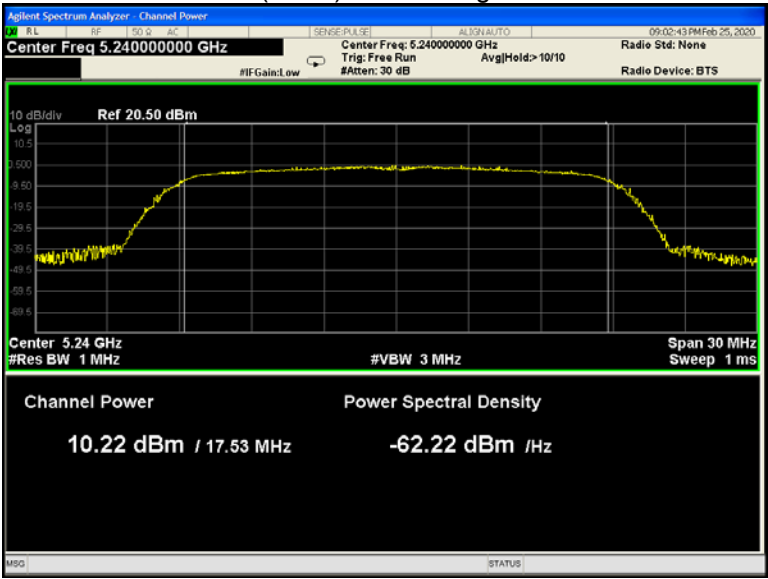 Agilent Spectrum Analyzer - Channel Power
RL RF 50 Ω AC SENSE:PULSE ALIGN AUTO 09:02:43 PM Feb 25, 2020
Center Freq 5.240000000 GHz
Center Freq: 5.240000000 GHz
Radio Std: None
Trig: Free Run
Avg|Hold:> 10/10
#IFGain:Low
#Atten: 30 dB
Radio Device: BTS
10 dB/div Ref 20.50 dBm
Log
10.5
0.500
-9.50
-19.5
-29.5
-39.5
-49.5
-59.5
-69.5
Center 5.24 GHz Span 30 MHz
#Res BW 1 MHz #VBW 3 MHz Sweep 1 ms
Channel Power Power Spectral Density
10.22 dBm / 17.53 MHz -62.22 dBm /Hz
MSG STATUS